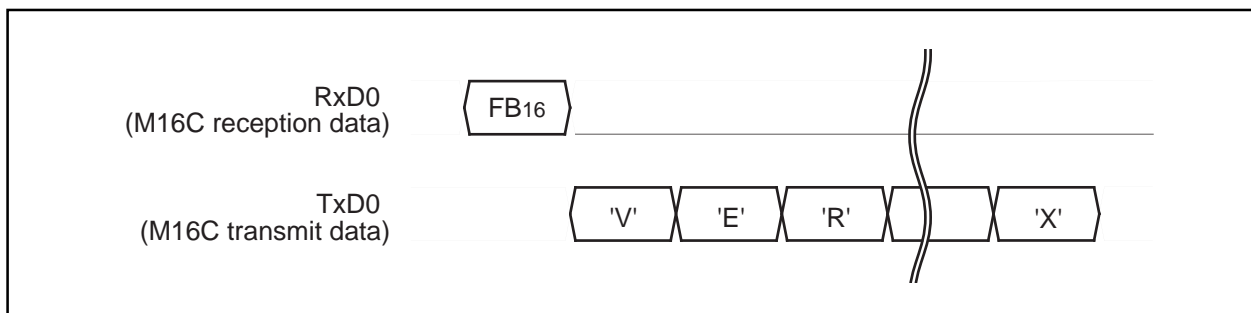 RxD0
(M16C reception data)
FB16
TxD0
(M16C transmit data)
'V' 'E' 'R' 'X'